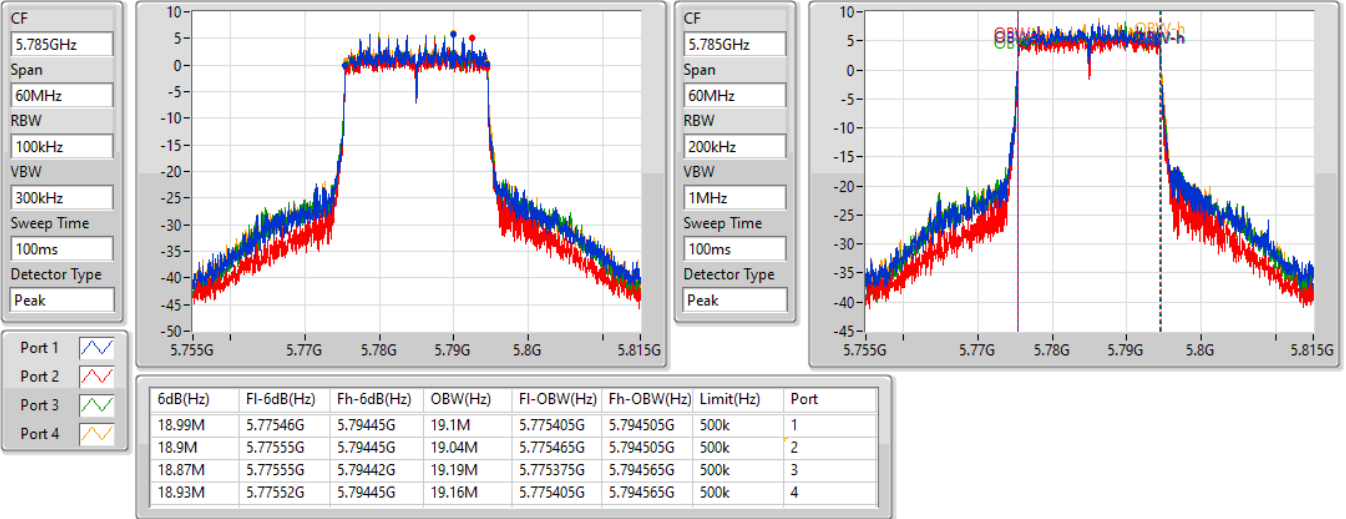 CF
5.785GHz
Span
60MHz
RBW
100kHz
VBW
300kHz
Sweep Time
100ms
Detector Type
Peak
10
5
0
-5
-10
-15
-20
-25
-30
-35
-40
-45
-50
5.755G 5.77G 5.78G 5.79G 5.8G 5.815G
CF
5.785GHz
Span
60MHz
RBW
200kHz
VBW
1MHz
Sweep Time
100ms
Detector Type
Peak
10
5
0
-5
-10
-15
-20
-25
-30
-35
-40
-45
OBW-h
5.755G 5.77G 5.78G 5.79G 5.8G 5.815G
Port 1
Port 2
Port 3
Port 4
6dB(Hz) Fl-6dB(Hz) Fh-6dB(Hz) OBW(Hz) Fl-OBW(Hz) Fh-OBW(Hz) Limit(Hz) Port
18.99M 5.77546G 5.79445G 19.1M 5.775405G 5.794505G 500k 1
18.9M 5.77555G 5.79445G 19.04M 5.775465G 5.794505G 500k 2
18.87M 5.77555G 5.79442G 19.19M 5.775375G 5.794565G 500k 3
18.93M 5.77552G 5.79445G 19.16M 5.775405G 5.794565G 500k 4